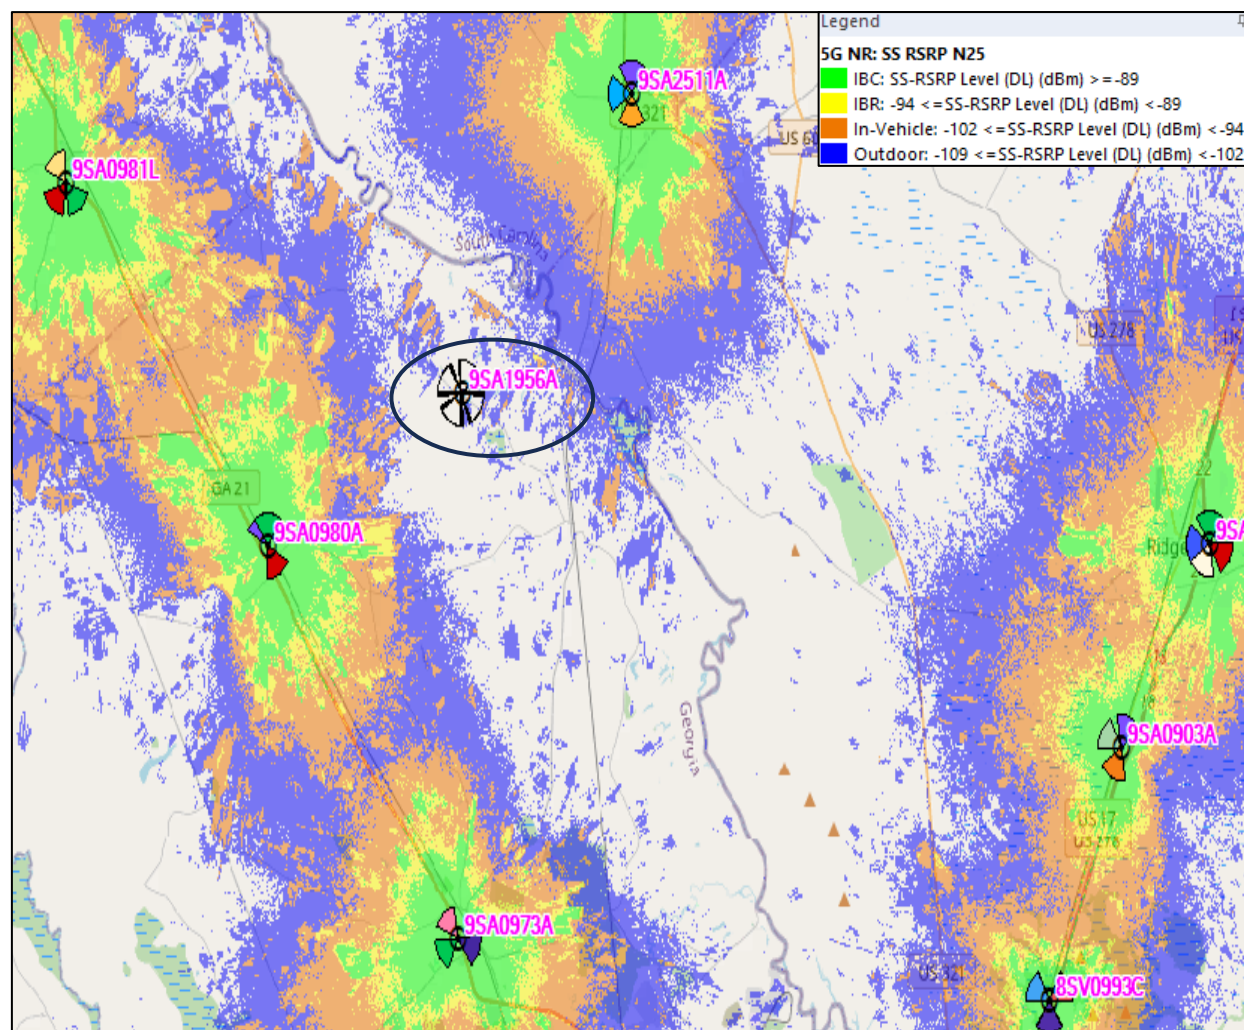 Legend
5G NR: SS RSRP N25
IBC: SS-RSRP Level (DL) (dBm) >=-89
IBR: -94 <=SS-RSRP Level (DL) (dBm) <-89
In-Vehicle: -102 <=SS-RSRP Level (DL) (dBm) <-94
Outdoor: -109 <=SS-RSRP Level (DL) (dBm) <-102
9SA2511A
321
9SA0981L
South Carolina
US 278
9SA1956A
22
GA 21
9SA0980A
9SA
Georgia
18
9SA0903A
US 17
US 278
9SA0973A
US 321
8SV0993C